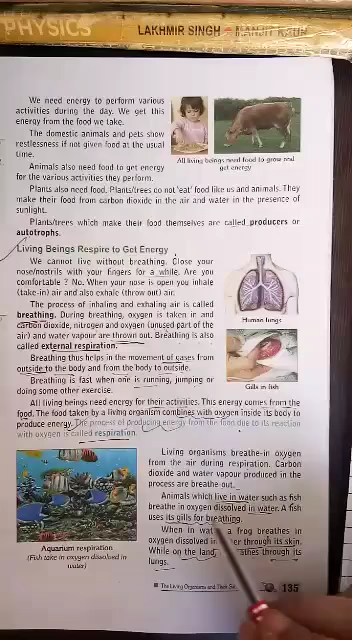 PHYSICS
LAKHMIR SINGH
MANJIT KAUR
We need energy to perform various
activities during the day. We get this
energy from the food we take.
The domestic animals and pets show
restlessness if not given food at the usual
time.
Animals also need food to get energy
for the various activities they perform.
All living beings need food to grow and
get energy
Plants also need food. Plants/trees do not 'eat' food like us and animals. They
make their food from carbon dioxide in the air and water in the presence of
sunlight.
Plants/trees which make their food themselves are called producers or
autotrophs.
Living Beings Respire to Get Energy
We cannot live without breathing. Close your
nose/nostrils with your fingers for a while. Are you
comfortable ? No. When your nose is open you inhale
(take-in) air and also exhale (throw out) air.
The process of inhaling and exhaling air is called
breathing. During breathing, oxygen is taken in and
carbon dioxide, nitrogen and oxygen (unused part of the
air) and water vapour are thrown out. Breathing is also
called external respiration.
Human lungs
Breathing thus helps in the movement of gases from
outside to the body and from the body to outside.
Breathing is fast when one is running, jumping or
doing some other exercise.
Gills in fish
All living beings need energy for their activities. This energy comes from the
food. The food taken by a living organism combines with oxygen inside its body to
produce energy. The process of producing energy from the food due to its reaction
with oxygen is called respiration.
Living organisms breathe-in oxygen
from the air during respiration. Carbon
dioxide and water vapour produced in
the process are breathe-out.
Animals which live in water such as fish
breathe in oxygen dissolved in water. A fish
uses its gills for breathing.
When in a frog breathes in
oxygen dissolved in through its skin.
While on the land, through its
lungs.
Aquarium respiration
(Fish take in oxygen dissolved in
water)
The Living Organisms and Their
135